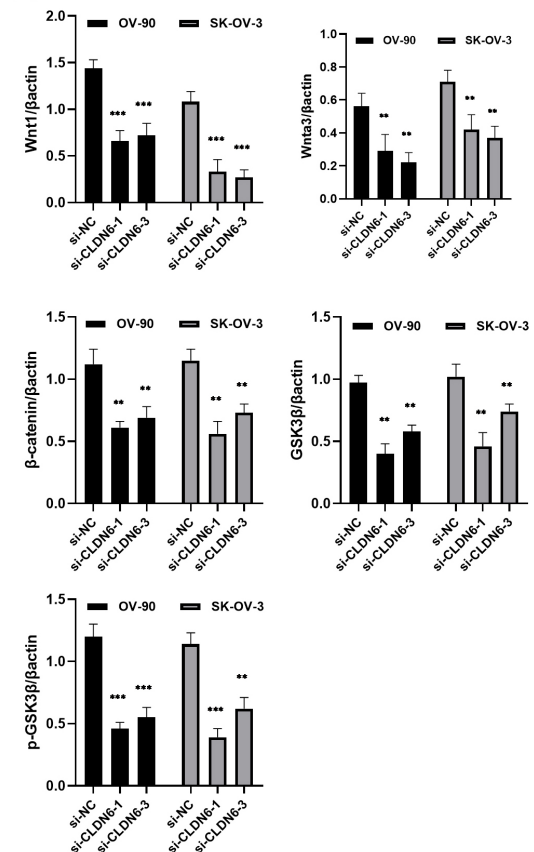 OV-90 SK-OV-3
Wnt1/βactin
2.0
1.5
1.0
0.5
0.0
*** *** *** ***
si-NC si-CLDN6-1 si-CLDN6-3 si-NC si-CLDN6-1 si-CLDN6-3
OV-90 SK-OV-3
Wnta3/βactin
1.0
0.8
0.6
0.4
0.2
0.0
** ** ** **
si-NC si-CLDN6-1 si-CLDN6-3 si-NC si-CLDN6-1 si-CLDN6-3
OV-90 SK-OV-3
β-catenin/βactin
1.5
1.0
0.5
0.0
** ** ** **
si-NC si-CLDN6-1 si-CLDN6-3 si-NC si-CLDN6-1 si-CLDN6-3
OV-90 SK-OV-3
GSK3β/βactin
1.5
1.0
0.5
0.0
** ** ** **
si-NC si-CLDN6-1 si-CLDN6-3 si-NC si-CLDN6-1 si-CLDN6-3
OV-90 SK-OV-3
p-GSK3β/βactin
1.5
1.0
0.5
0.0
*** *** *** **
si-NC si-CLDN6-1 si-CLDN6-3 si-NC si-CLDN6-1 si-CLDN6-3